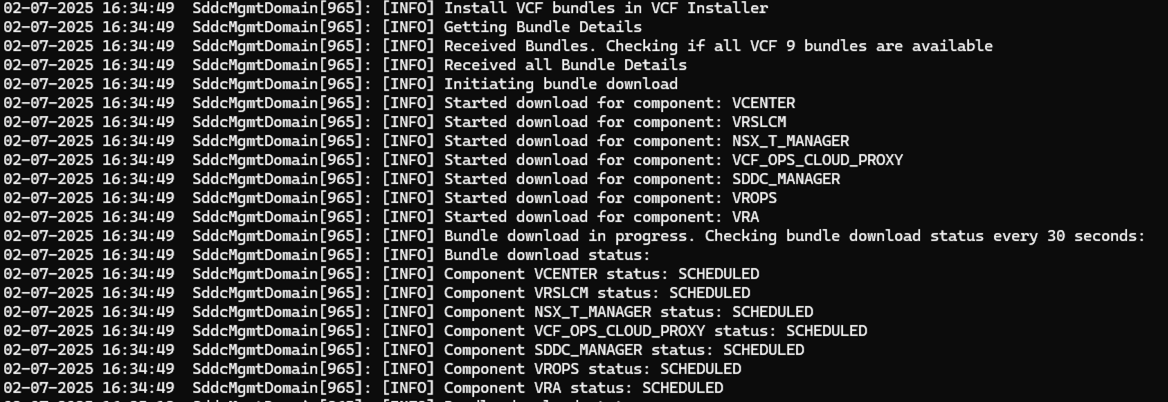 02-07-2025 16:34:49  SddcMgmtDomain[965]: [INFO] Install VCF bundles in VCF Installer
02-07-2025 16:34:49  SddcMgmtDomain[965]: [INFO] Getting Bundle Details
02-07-2025 16:34:49  SddcMgmtDomain[965]: [INFO] Received Bundles. Checking if all VCF 9 bundles are available
02-07-2025 16:34:49  SddcMgmtDomain[965]: [INFO] Received all Bundle Details
02-07-2025 16:34:49  SddcMgmtDomain[965]: [INFO] Initiating bundle download
02-07-2025 16:34:49  SddcMgmtDomain[965]: [INFO] Started download for component: VCENTER
02-07-2025 16:34:49  SddcMgmtDomain[965]: [INFO] Started download for component: VRSLCM
02-07-2025 16:34:49  SddcMgmtDomain[965]: [INFO] Started download for component: NSX_T_MANAGER
02-07-2025 16:34:49  SddcMgmtDomain[965]: [INFO] Started download for component: VCF_OPS_CLOUD_PROXY
02-07-2025 16:34:49  SddcMgmtDomain[965]: [INFO] Started download for component: SDDC_MANAGER
02-07-2025 16:34:49  SddcMgmtDomain[965]: [INFO] Started download for component: VROPS
02-07-2025 16:34:49  SddcMgmtDomain[965]: [INFO] Started download for component: VRA
02-07-2025 16:34:49  SddcMgmtDomain[965]: [INFO] Bundle download in progress. Checking bundle download status every 30 seconds:
02-07-2025 16:34:49  SddcMgmtDomain[965]: [INFO] Bundle download status:
02-07-2025 16:34:49  SddcMgmtDomain[965]: [INFO] Component VCENTER status: SCHEDULED
02-07-2025 16:34:49  SddcMgmtDomain[965]: [INFO] Component VRSLCM status: SCHEDULED
02-07-2025 16:34:49  SddcMgmtDomain[965]: [INFO] Component NSX_T_MANAGER status: SCHEDULED
02-07-2025 16:34:49  SddcMgmtDomain[965]: [INFO] Component VCF_OPS_CLOUD_PROXY status: SCHEDULED
02-07-2025 16:34:49  SddcMgmtDomain[965]: [INFO] Component SDDC_MANAGER status: SCHEDULED
02-07-2025 16:34:49  SddcMgmtDomain[965]: [INFO] Component VROPS status: SCHEDULED
02-07-2025 16:34:49  SddcMgmtDomain[965]: [INFO] Component VRA status: SCHEDULED